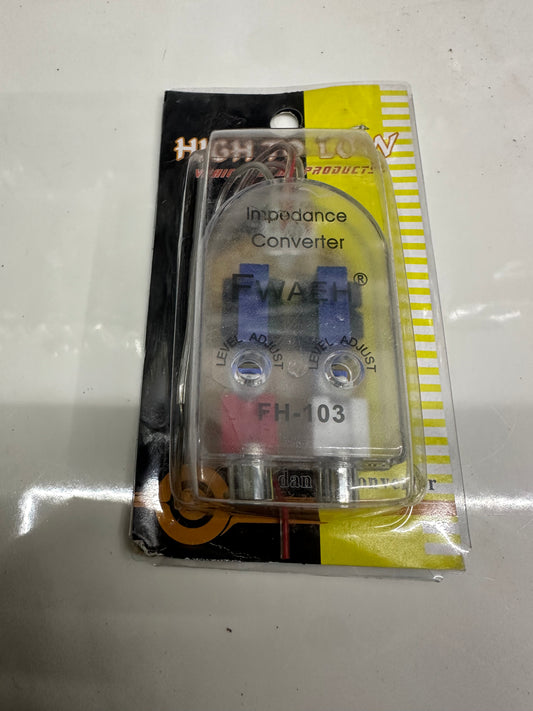 HIGH TO LOW
PRODUCTS
Impedance
Converter
FWAEH®
LEVEL ADJUST LEVEL ADJUST
FH-103